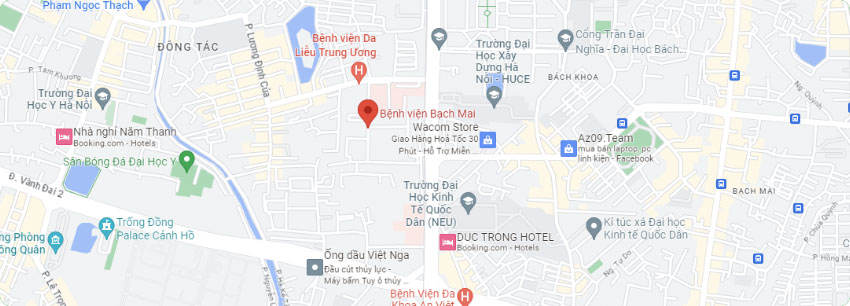 Phạm Ngọc Thạch
ĐÔNG TÁC
P. Lương Định Của
P. Tam Khương
Trường Đại
Học Y Hà Nội
Nhà nghỉ Năm Thanh
Booking.com - Hotels
Sân Bóng Đá Đại Học Y
Đ. Vành Đai 2
Trống Đồng
Palace Cảnh Hồ
P. Lê Trọ
Bệnh viện Da
Liễu Trung Ương
Bệnh viện Bạch Mai
Wacom Store
Giao Hàng Hoả Tốc 30
Phút - Hỗ Trợ Miễn ...
Trường Đại
Học Xây
Dựng Hà
Nội - HUCE
Cổng Trần Đại
Nghĩa - Đại Học Bách...
BÁCH KHOA
Ng. Quỳnh
Az09.Team
mua bán laptop, pc
linh kiện - Facebook
BẠCH MAI
P. Chùa Quỳnh
P. Hồng Mai
Trường Đại
Học Kinh
Tế Quốc
Dân (NEU)
Kí túc xá Đại học
Kinh tế Quốc Dân
Ng. Tự Do
DUC TRONG HOTEL
Booking.com - Hotels
Ống dầu Việt Nga
Đầu cút thủy lực -
Máy bấm Tuy ô thủy ...
Bệnh Viện Đa
Khoa An Việt